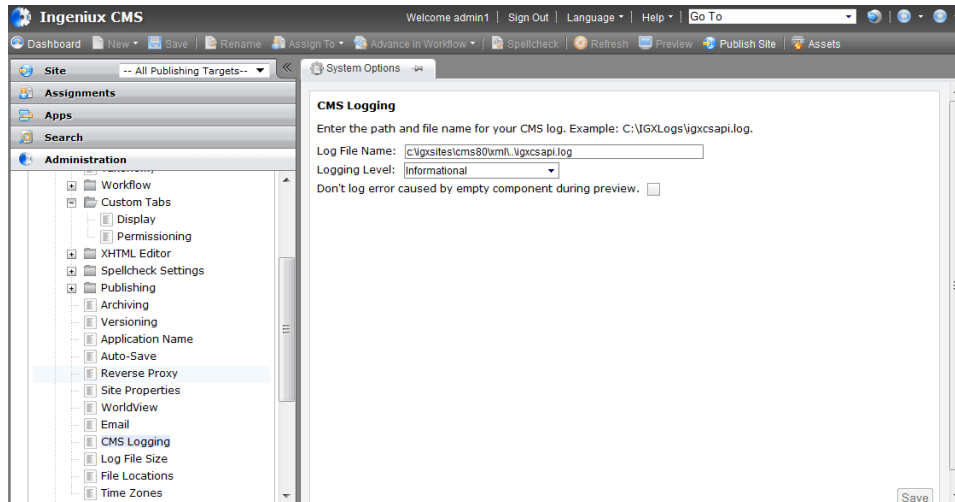 Ingeniux CMS
Welcome admin1 | Sign Out | Language | Help | Go To
Dashboard New Save | Rename Assign To Advance in Workflow | Spellcheck | Refresh Preview Publish Site | Assets
Site -- All Publishing Targets--
System Options
Assignments
Apps
Search
Administration
Workflow
Custom Tabs
Display
Permissioning
XHTML Editor
Spellcheck Settings
Publishing
Archiving
Versioning
Application Name
Auto-Save
Reverse Proxy
Site Properties
WorldView
Email
CMS Logging
Log File Size
File Locations
Time Zones
CMS Logging
Enter the path and file name for your CMS log. Example: C:\IGXLogs\igxcsapi.log.
Log File Name: c:\igxsites\cms80\xml\..\igxcsapi.log
Logging Level: Informational
Don't log error caused by empty component during preview.
Save